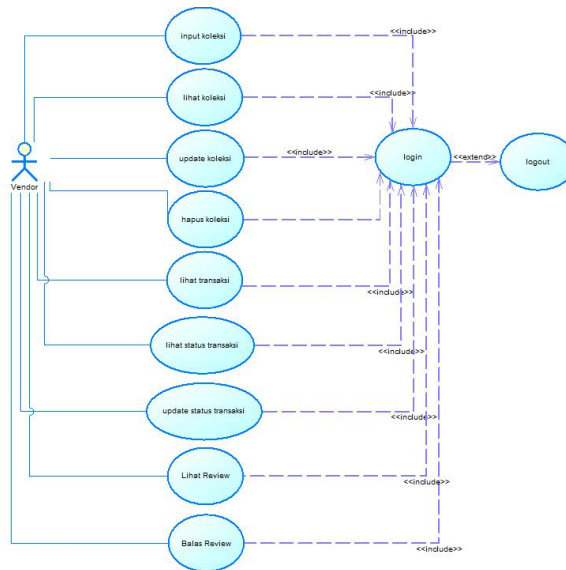 input koleksi
<<include>>
lihat koleksi
<<include>>
update koleksi
<<include>>
login
<<extend>>
logout
Vendor
hapus koleksi
lihat transaksi
<<include>>
<<include>>
lihat status transaksi
<<include>>
update status transaksi
<<include>>
Lihat Review
<<include>>
Balas Review
<<include>>